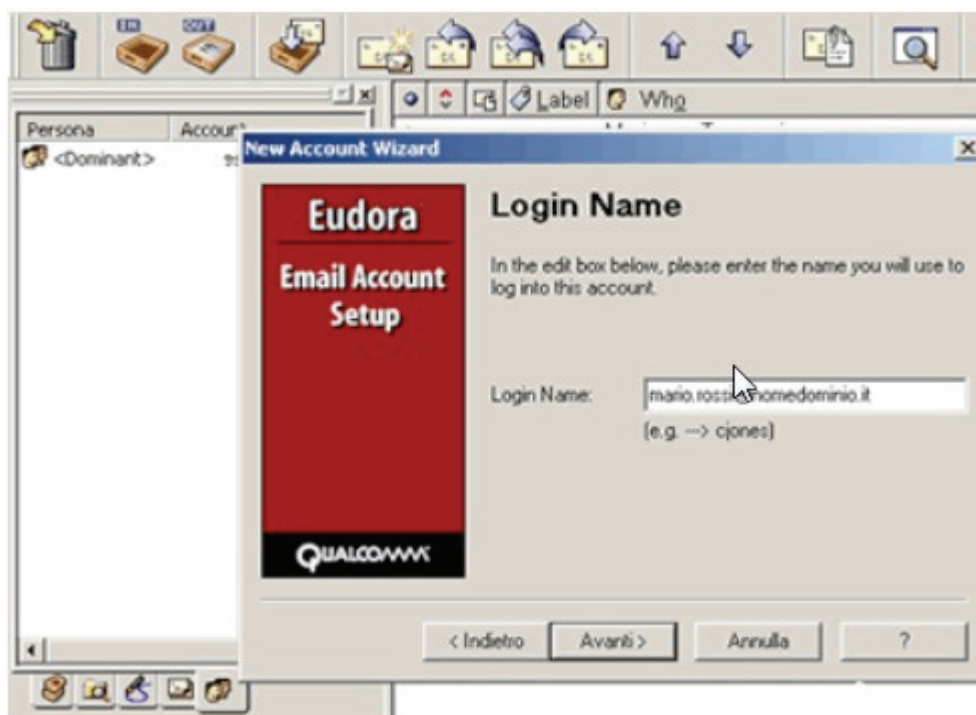 IN OUT
Label Who
Persona Account
<Dominant>
New Account Wizard
Eudora
Email Account
Setup
QUALCOMM
Login Name
In the edit box below, please enter the name you will use to
log into this account.
Login Name:
nomedominio.it
(e.g. ---> cjones)
< Indietro
Avanti >
Annulla
?